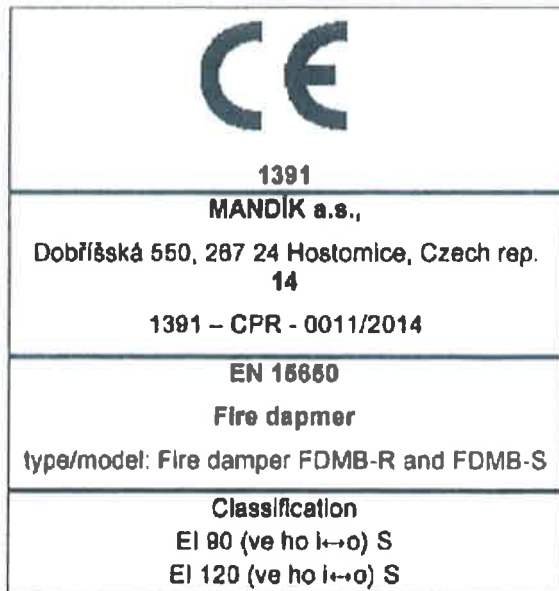 CE
1391
MANDÍK a.s.,
Dobříšská 550, 267 24 Hostomice, Czech rep.
14
1391 – CPR - 0011/2014
EN 15650
Fire dapmer
type/model: Fire damper FDMB-R and FDMB-S
Classification
EI 90 (ve ho i↔o) S
EI 120 (ve ho i↔o) S